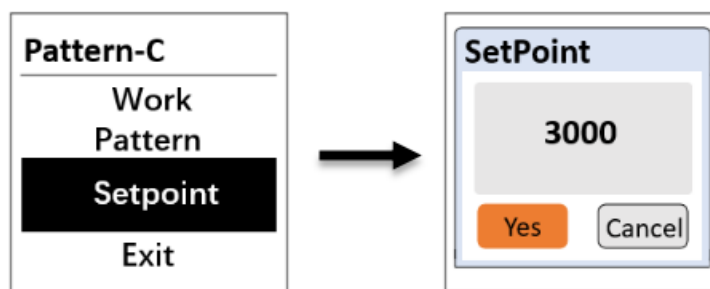 Pattern-C
Work
Pattern
Setpoint
Exit
SetPoint
3000
Yes
Cancel